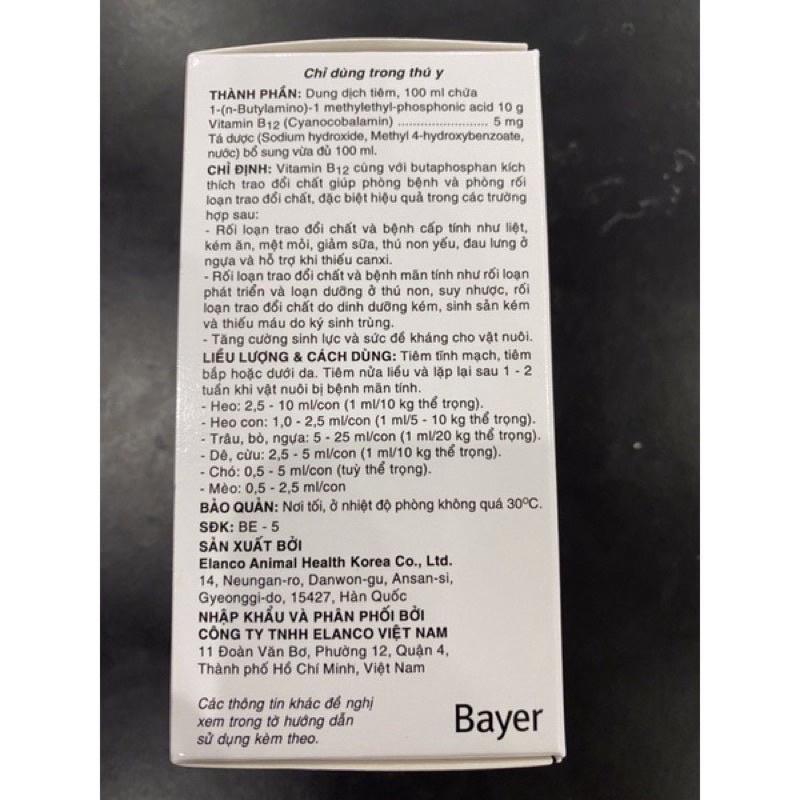 Chỉ dùng trong thú y
THÀNH PHẦN: Dung dịch tiêm, 100 ml chứa
1-(n-Butylamino)-1 methylethyl-phosphonic acid 10 g
Vitamin B12 (Cyanocobalamin) ........................ 5 mg
Tá dược (Sodium hydroxide, Methyl 4-hydroxybenzoate,
nước) bổ sung vừa đủ 100 ml.
CHỈ ĐỊNH: Vitamin B12 cùng với butaphosphan kích
thích trao đổi chất giúp phòng bệnh và phòng rối
loạn trao đổi chất, đặc biệt hiệu quả trong các trường
hợp sau:
- Rối loạn trao đổi chất và bệnh cấp tính như liệt,
kém ăn, mệt mỏi, giảm sữa, thú non yếu, đau lưng ở
ngựa và hỗ trợ khi thiếu canxi.
- Rối loạn trao đổi chất và bệnh mãn tính như rối loạn
phát triển và loạn dưỡng ở thú non, suy nhược, rối
loạn trao đổi chất do dinh dưỡng kém, sinh sản kém
và thiếu máu do ký sinh trùng.
- Tăng cường sinh lực và sức đề kháng cho vật nuôi.
LIỀU LƯỢNG & CÁCH DÙNG: Tiêm tĩnh mạch, tiêm
bắp hoặc dưới da. Tiêm nửa liều và lặp lại sau 1 - 2
tuần khi vật nuôi bị bệnh mãn tính.
- Heo: 2,5 - 10 ml/con (1 ml/10 kg thể trọng).
- Heo con: 1,0 - 2,5 ml/con (1 ml/5 - 10 kg thể trọng).
- Trâu, bò, ngựa: 5 - 25 ml/con (1 ml/20 kg thể trọng).
- Dê, cừu: 2,5 - 5 ml/con (1 ml/10 kg thể trọng).
- Chó: 0,5 - 5 ml/con (tuỳ thể trọng).
- Mèo: 0,5 - 2,5 ml/con
BẢO QUẢN: Nơi tối, ở nhiệt độ phòng không quá 30ºC.
SĐK: BE - 5
SẢN XUẤT BỞI
Elanco Animal Health Korea Co., Ltd.
14, Neungan-ro, Danwon-gu, Ansan-si,
Gyeonggi-do, 15427, Hàn Quốc
NHẬP KHẨU VÀ PHÂN PHỐI BỞI
CÔNG TY TNHH ELANCO VIỆT NAM
11 Đoàn Văn Bơ, Phường 12, Quận 4,
Thành phố Hồ Chí Minh, Việt Nam
Các thông tin khác đề nghị
xem trong tờ hướng dẫn
sử dụng kèm theo.
Bayer